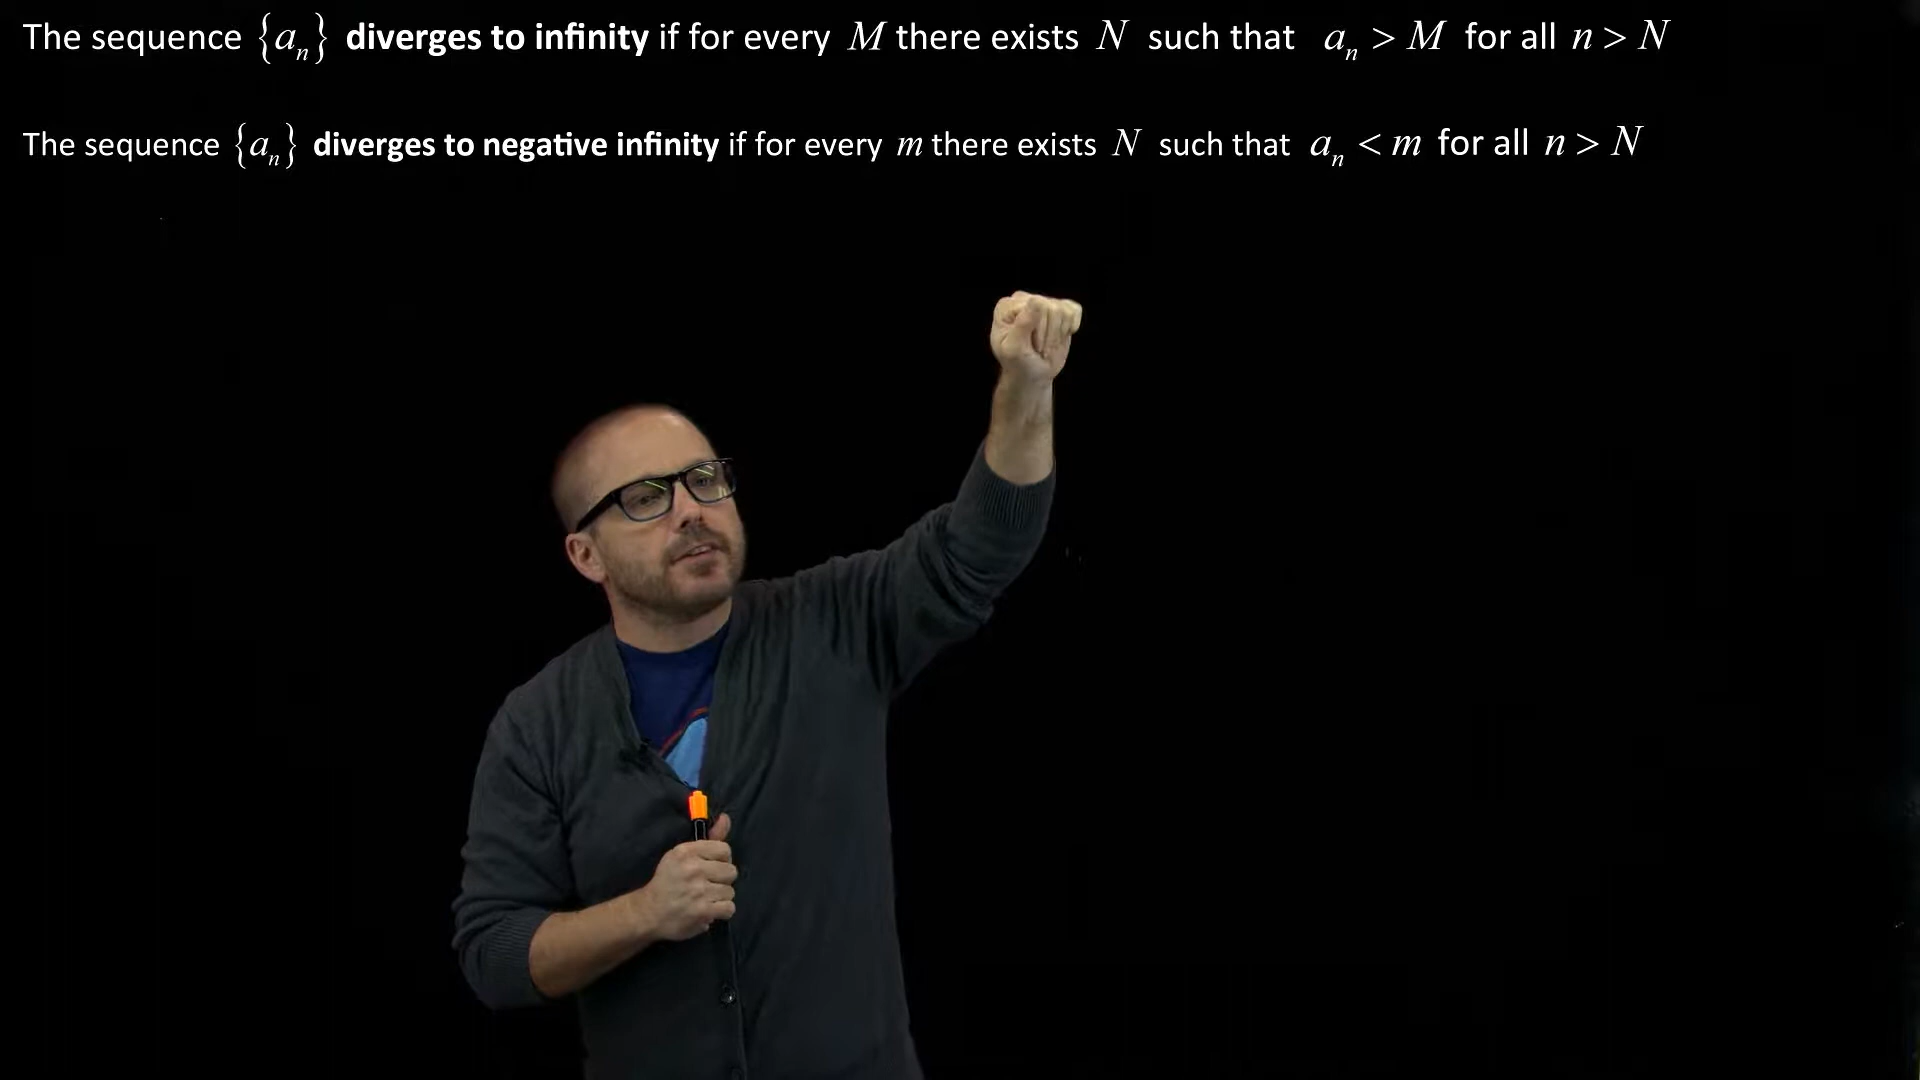 The sequence {aₙ} diverges to infinity if for every M there exists N such that aₙ > M for all n > N
The sequence {aₙ} diverges to negative infinity if for every m there exists N such that aₙ < m for all n > N